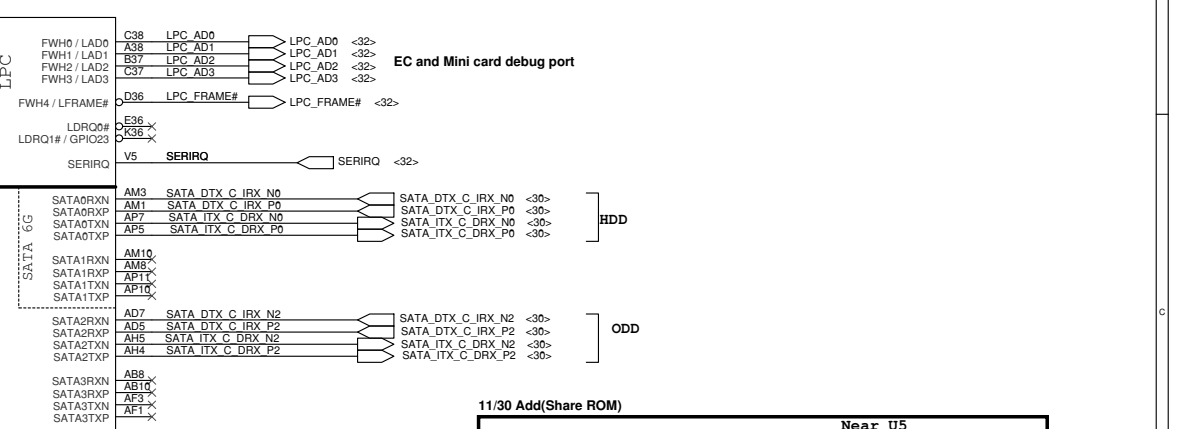 LPC
FWH0 / LAD0 C38 LPC_AD0 LPC_AD0 <32>
FWH1 / LAD1 A38 LPC_AD1 LPC_AD1 <32>
FWH2 / LAD2 B37 LPC_AD2 LPC_AD2 <32>
FWH3 / LAD3 C37 LPC_AD3 LPC_AD3 <32>
EC and Mini card debug port
FWH4 / LFRAME# D36 LPC_FRAME# LPC_FRAME# <32>
LDRQ0# E36
LDRQ1# / GPIO23 K36
SERIRQ V5 SERIRQ SERIRQ <32>
SATA 6G
SATA0RXN AM3 SATA_DTX_C_IRX_N0 SATA_DTX_C_IRX_N0 <30>
SATA0RXP AM1 SATA_DTX_C_IRX_P0 SATA_DTX_C_IRX_P0 <30>
SATA0TXN AP7 SATA_ITX_C_DRX_N0 SATA_ITX_C_DRX_N0 <30>
SATA0TXP AP5 SATA_ITX_C_DRX_P0 SATA_ITX_C_DRX_P0 <30>
HDD
SATA1RXN AM10
SATA1RXP AM8
SATA1TXN AP11
SATA1TXP AP10
SATA2RXN AD7 SATA_DTX_C_IRX_N2 SATA_DTX_C_IRX_N2 <30>
SATA2RXP AD5 SATA_DTX_C_IRX_P2 SATA_DTX_C_IRX_P2 <30>
SATA2TXN AH5 SATA_ITX_C_DRX_N2 SATA_ITX_C_DRX_N2 <30>
SATA2TXP AH4 SATA_ITX_C_DRX_P2 SATA_ITX_C_DRX_P2 <30>
ODD
C
SATA3RXN AB8
SATA3RXP AB10
SATA3TXN AF3
SATA3TXP AF1
11/30 Add(Share ROM)
Near U5